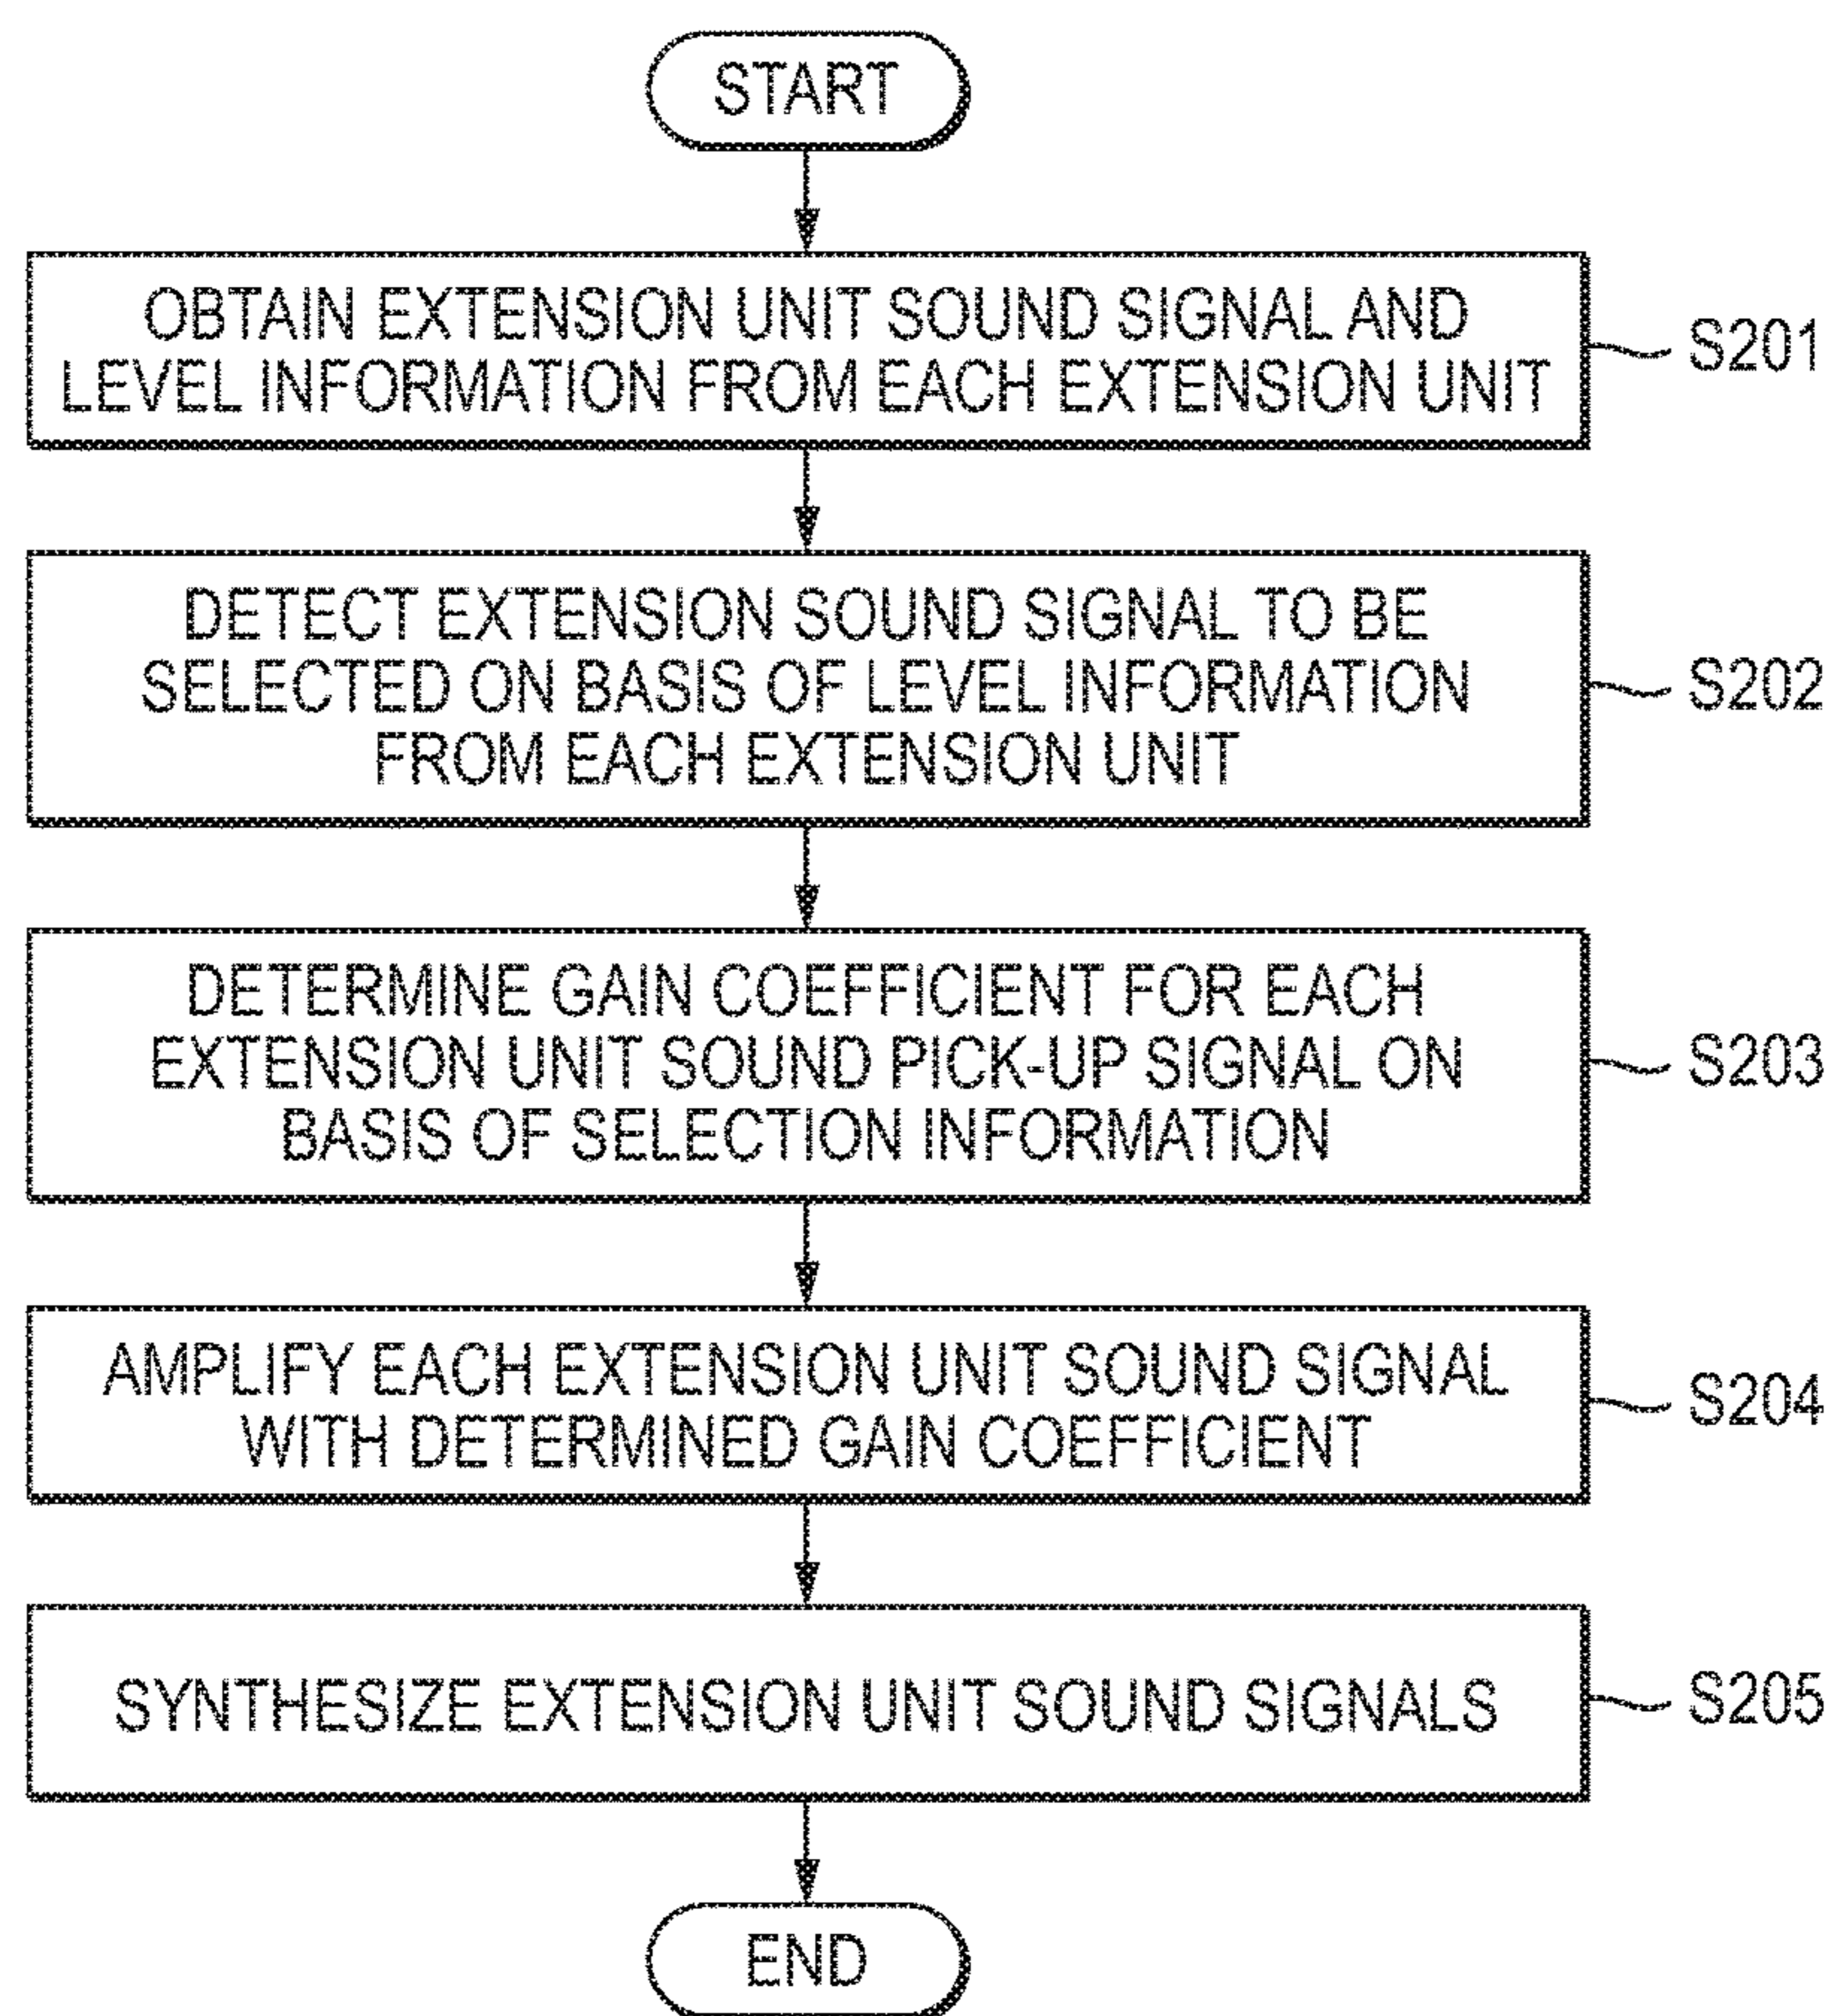 START
OBTAIN EXTENSION UNIT SOUND SIGNAL AND
LEVEL INFORMATION FROM EACH EXTENSION UNIT
S201
DETECT EXTENSION SOUND SIGNAL TO BE
SELECTED ON BASIS OF LEVEL INFORMATION
FROM EACH EXTENSION UNIT
S202
DETERMINE GAIN COEFFICIENT FOR EACH
EXTENSION UNIT SOUND PICK-UP SIGNAL ON
BASIS OF SELECTION INFORMATION
S203
AMPLIFY EACH EXTENSION UNIT SOUND SIGNAL
WITH DETERMINED GAIN COEFFICIENT
S204
SYNTHESIZE EXTENSION UNIT SOUND SIGNALS
S205
END